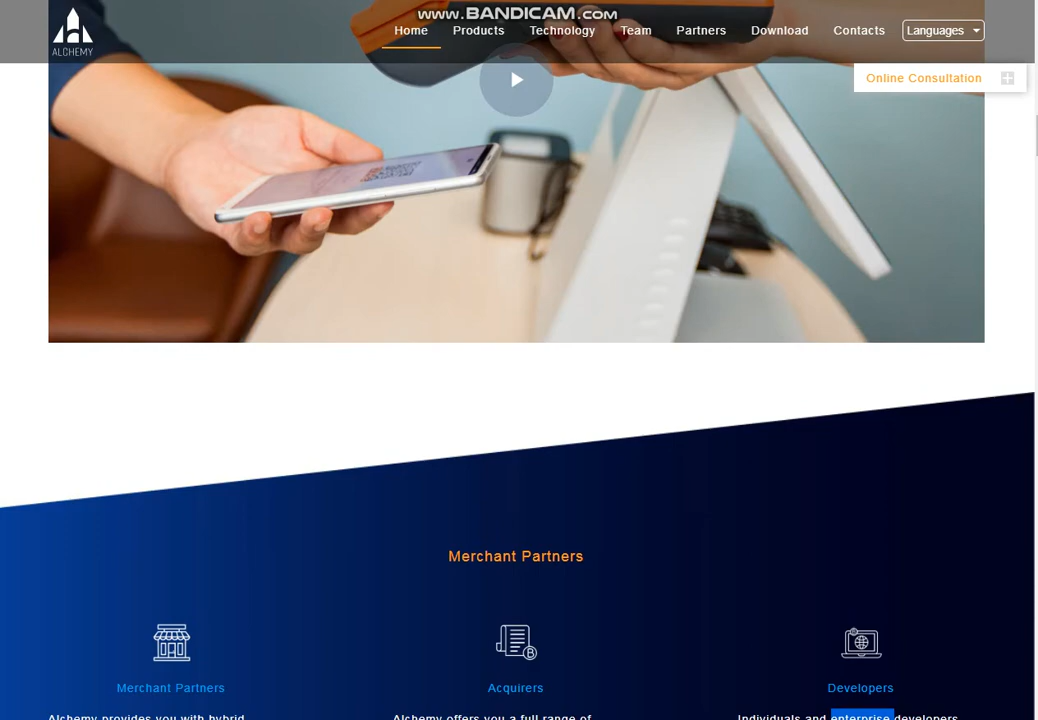 www.BANDICAM.com
ALCHEMY
Home Products Technology Team Partners Download Contacts Languages
Online Consultation
Merchant Partners
Merchant Partners Acquirers Developers
Alchemy provides you with hybrid Alchemy offers you a full range of Individuals and enterprise developers